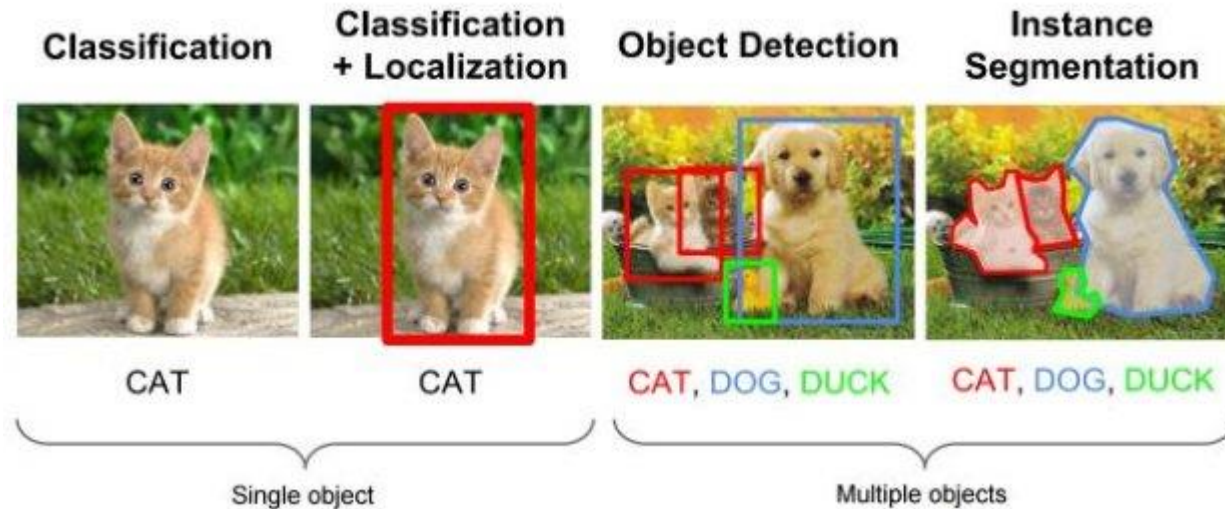 Classification
Classification
+ Localization
Object Detection
Instance
Segmentation
CAT
CAT
CAT, DOG, DUCK
CAT, DOG, DUCK
Single object
Multiple objects